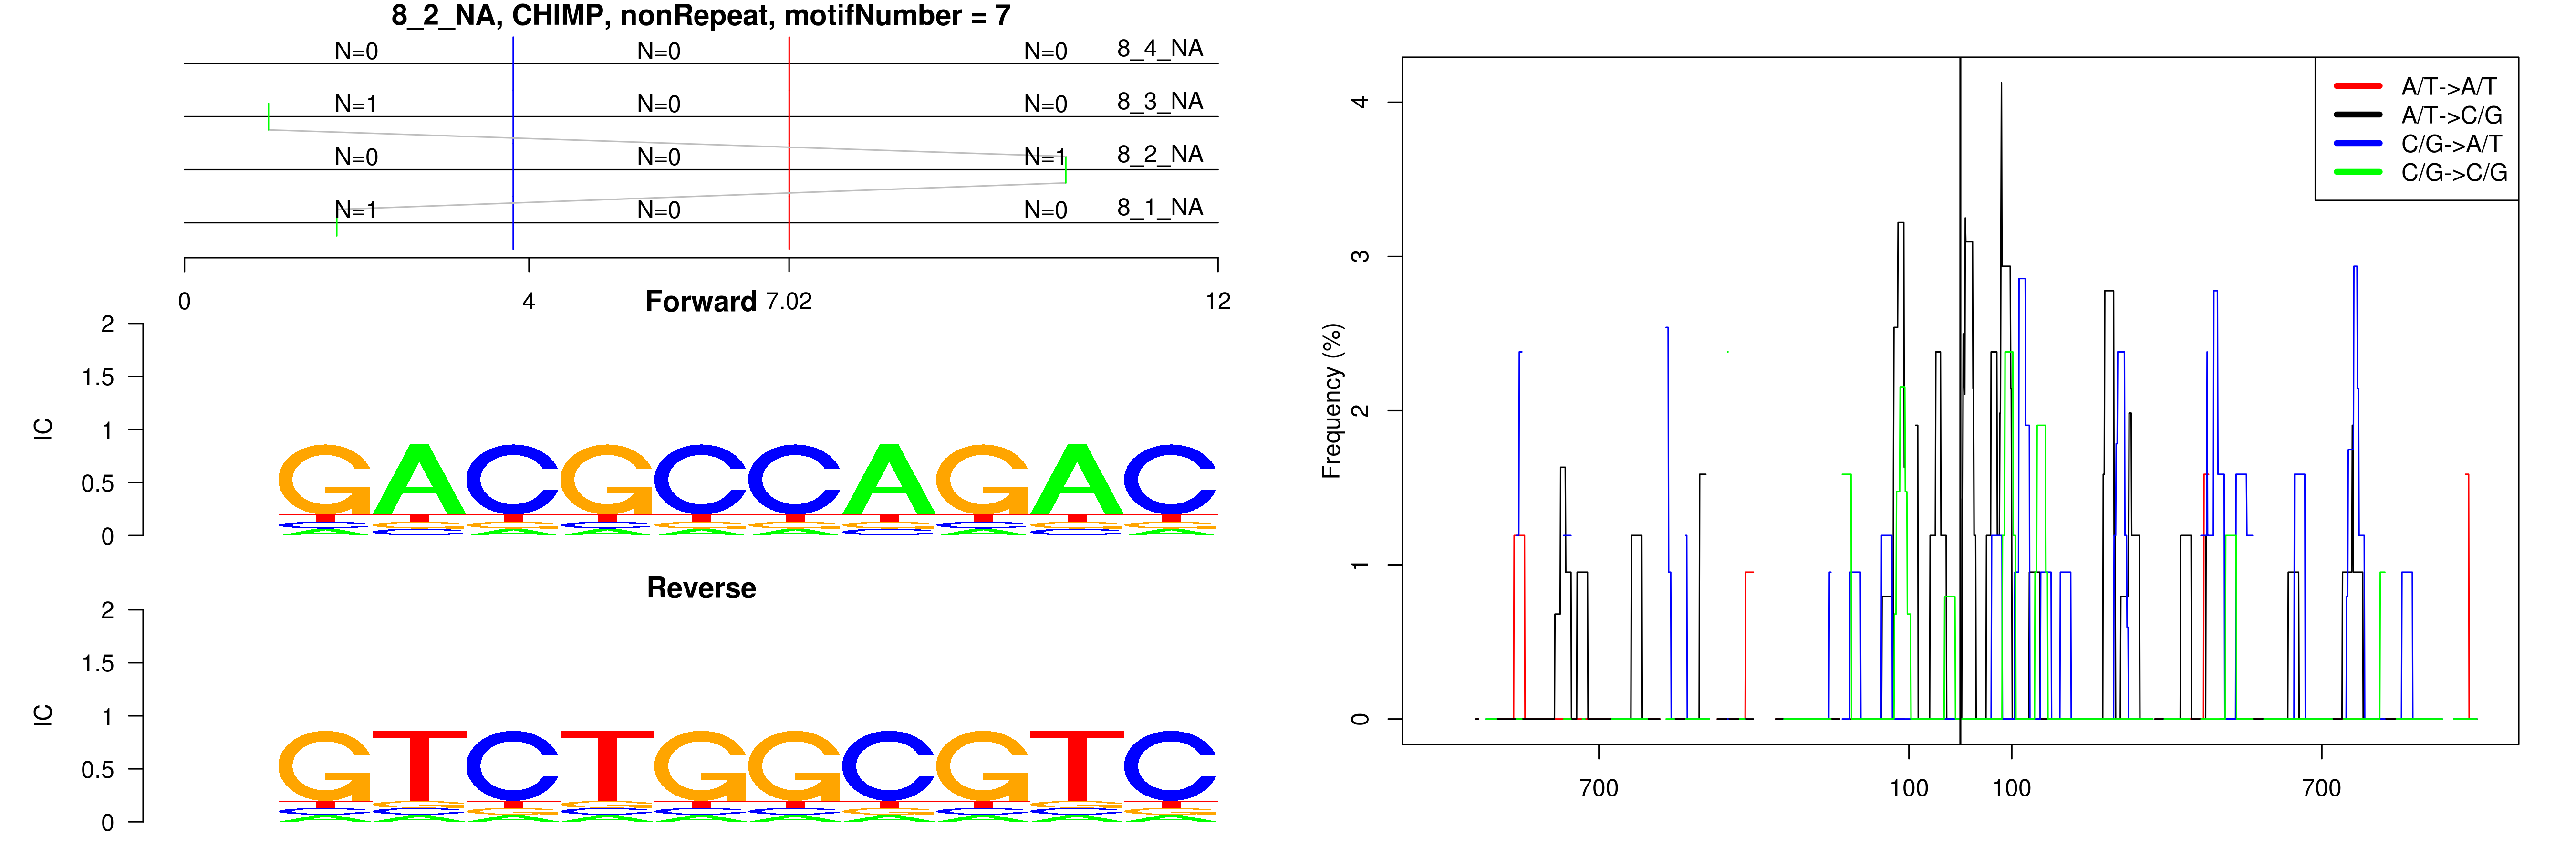 8_2_NA, CHIMP, nonRepeat, motifNumber = 7
N=0 N=0 N=0 8_4_NA
N=1 N=0 N=0 8_3_NA
N=0 N=0 N=1 8_2_NA
N=1 N=0 N=0 8_1_NA
0 4 7.02 12
Forward
IC
2
1.5
1
0.5
0
GACGCCAGAC
Reverse
IC
2
1.5
1
0.5
0
GTCTGGCGTC
Frequency (%)
4
3
2
1
0
700 100 100 700
A/T->A/T
A/T->C/G
C/G->A/T
C/G->C/G